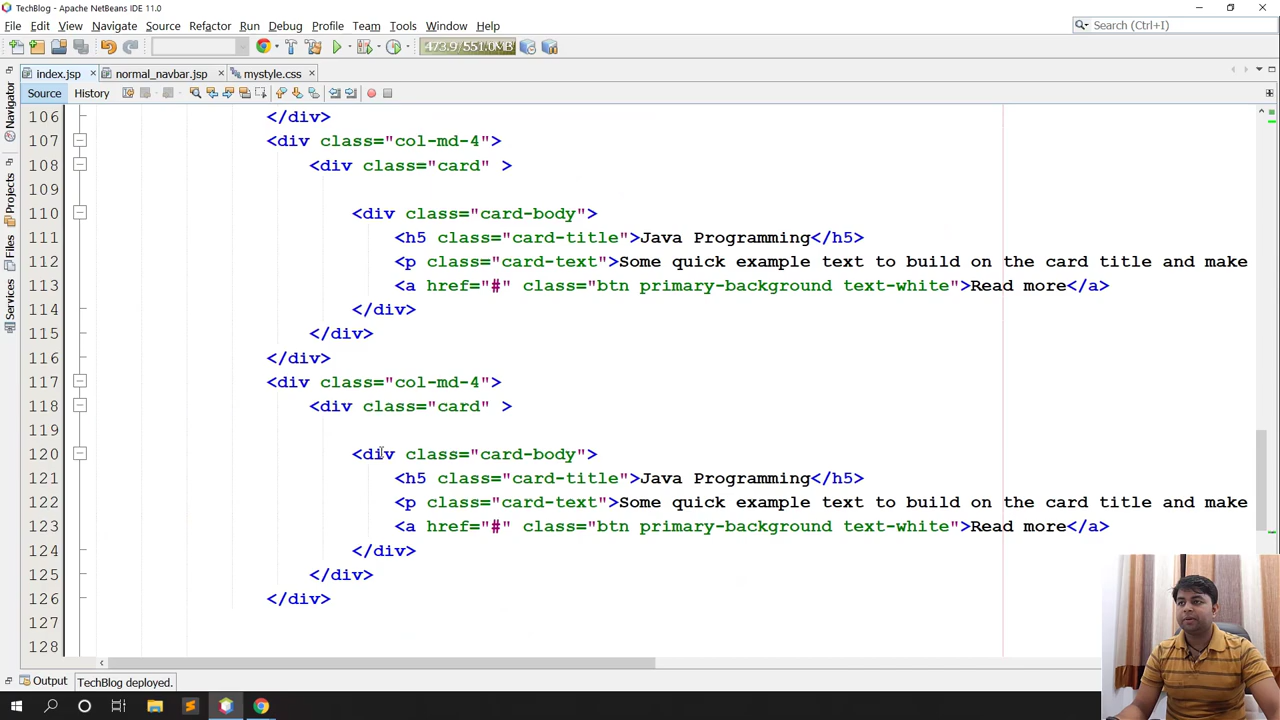 TechBlog - Apache NetBeans IDE 11.0
File Edit View Navigate Source Refactor Run Debug Profile Team Tools Window Help
Search (Ctrl+I)
473.9/551.0MB
index.jsp normal_navbar.jsp mystyle.css
Source History
Navigator
Projects
Files
Services
106 </div>
107 <div class="col-md-4">
108 <div class="card" >
109
110 <div class="card-body">
111 <h5 class="card-title">Java Programming</h5>
112 <p class="card-text">Some quick example text to build on the card title and make
113 <a href="#" class="btn primary-background text-white">Read more</a>
114 </div>
115 </div>
116 </div>
117 <div class="col-md-4">
118 <div class="card" >
119
120 <div class="card-body">
121 <h5 class="card-title">Java Programming</h5>
122 <p class="card-text">Some quick example text to build on the card title and make
123 <a href="#" class="btn primary-background text-white">Read more</a>
124 </div>
125 </div>
126 </div>
127
128
Output TechBlog deployed.